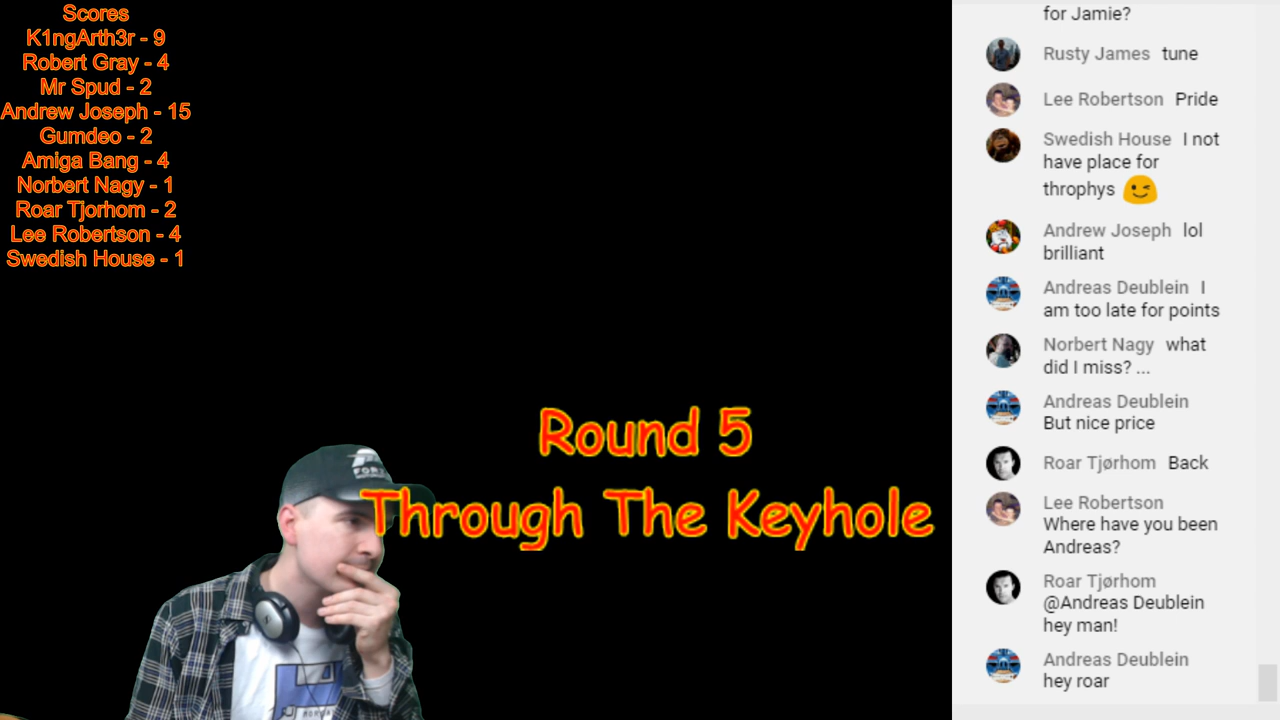 Scores
K1ngArth3r - 9
Robert Gray - 4
Mr Spud - 2
Andrew Joseph - 15
Gumdeo - 2
Amiga Bang - 4
Norbert Nagy - 1
Roar Tjorhom - 2
Lee Robertson - 4
Swedish House - 1
Round 5
Through The Keyhole
for Jamie?
Rusty James tune
Lee Robertson Pride
Swedish House I not
have place for
throphys 😉
Andrew Joseph lol
brilliant
Andreas Deublein I
am too late for points
Norbert Nagy what
did I miss? ...
Andreas Deublein
But nice price
Roar Tjørhom Back
Lee Robertson
Where have you been
Andreas?
Roar Tjørhom
@Andreas Deublein
hey man!
Andreas Deublein
hey roar